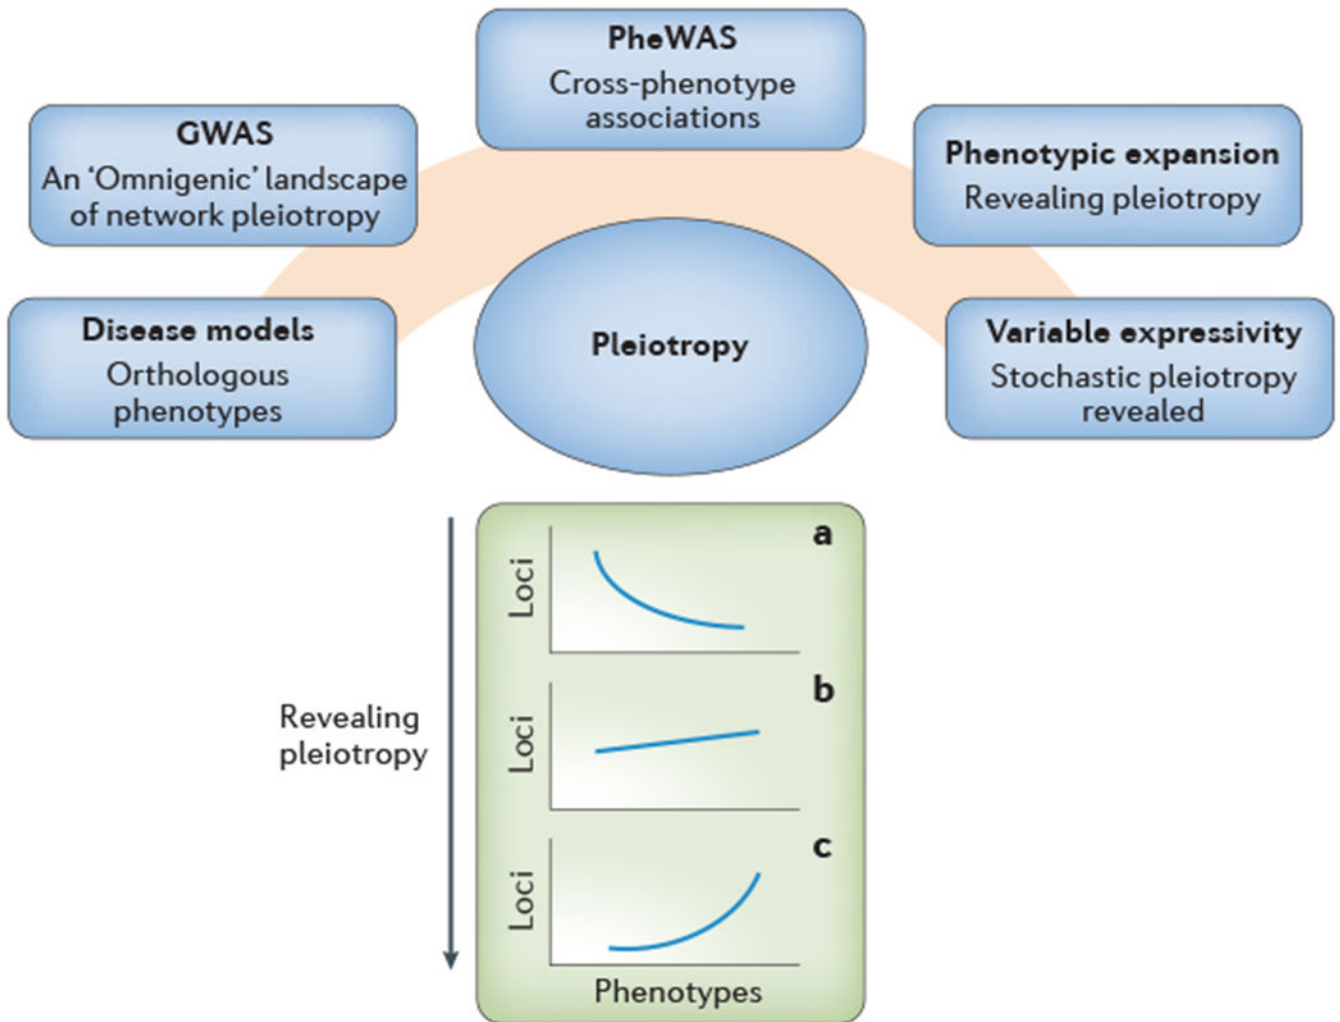 PheWAS
Cross-phenotype
associations
GWAS
An ‘Omnigenic’ landscape
of network pleiotropy
Phenotypic expansion
Revealing pleiotropy
Disease models
Orthologous
phenotypes
Pleiotropy
Variable expressivity
Stochastic pleiotropy
revealed
Revealing
pleiotropy
a
Loci
b
Loci
c
Loci
Phenotypes